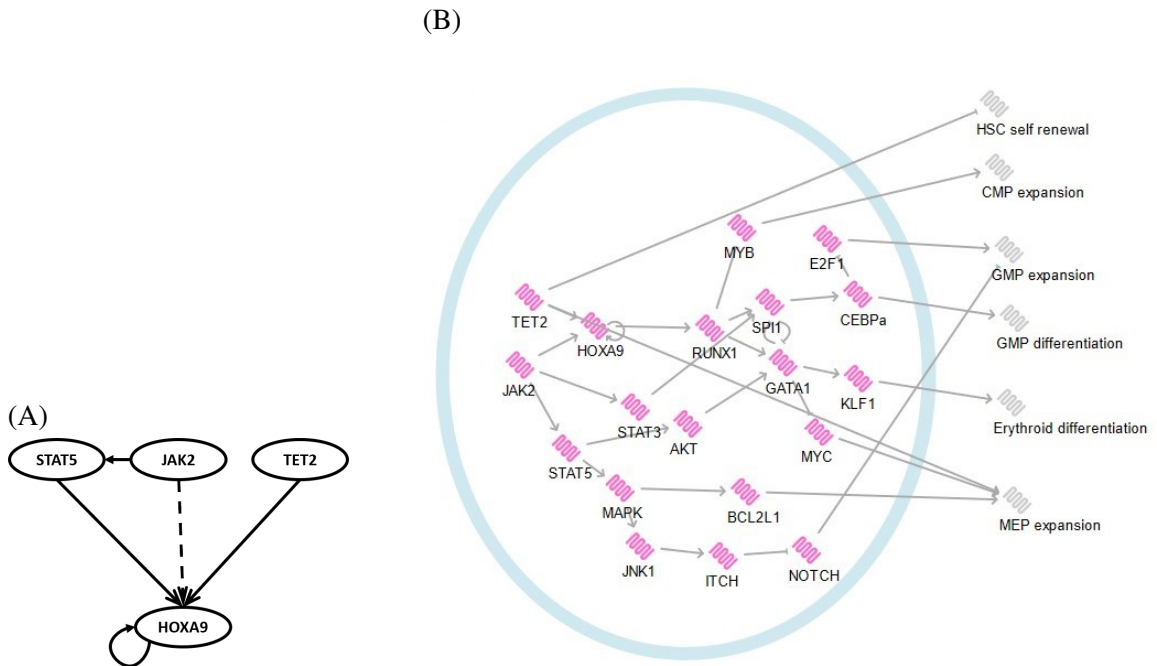 (B)
HSC self renewal
CMP expansion
MYB
E2F1
GMP expansion
TET2
HOXA9
RUNX1
SPI1
CEBPa
GMP differentiation
JAK2
GATA1
KLF1
STAT3
AKT
Erythroid differentiation
MYC
STAT5
MAPK
BCL2L1
MEP expansion
JNK1
ITCH
NOTCH
(A)
STAT5
JAK2
TET2
HOXA9